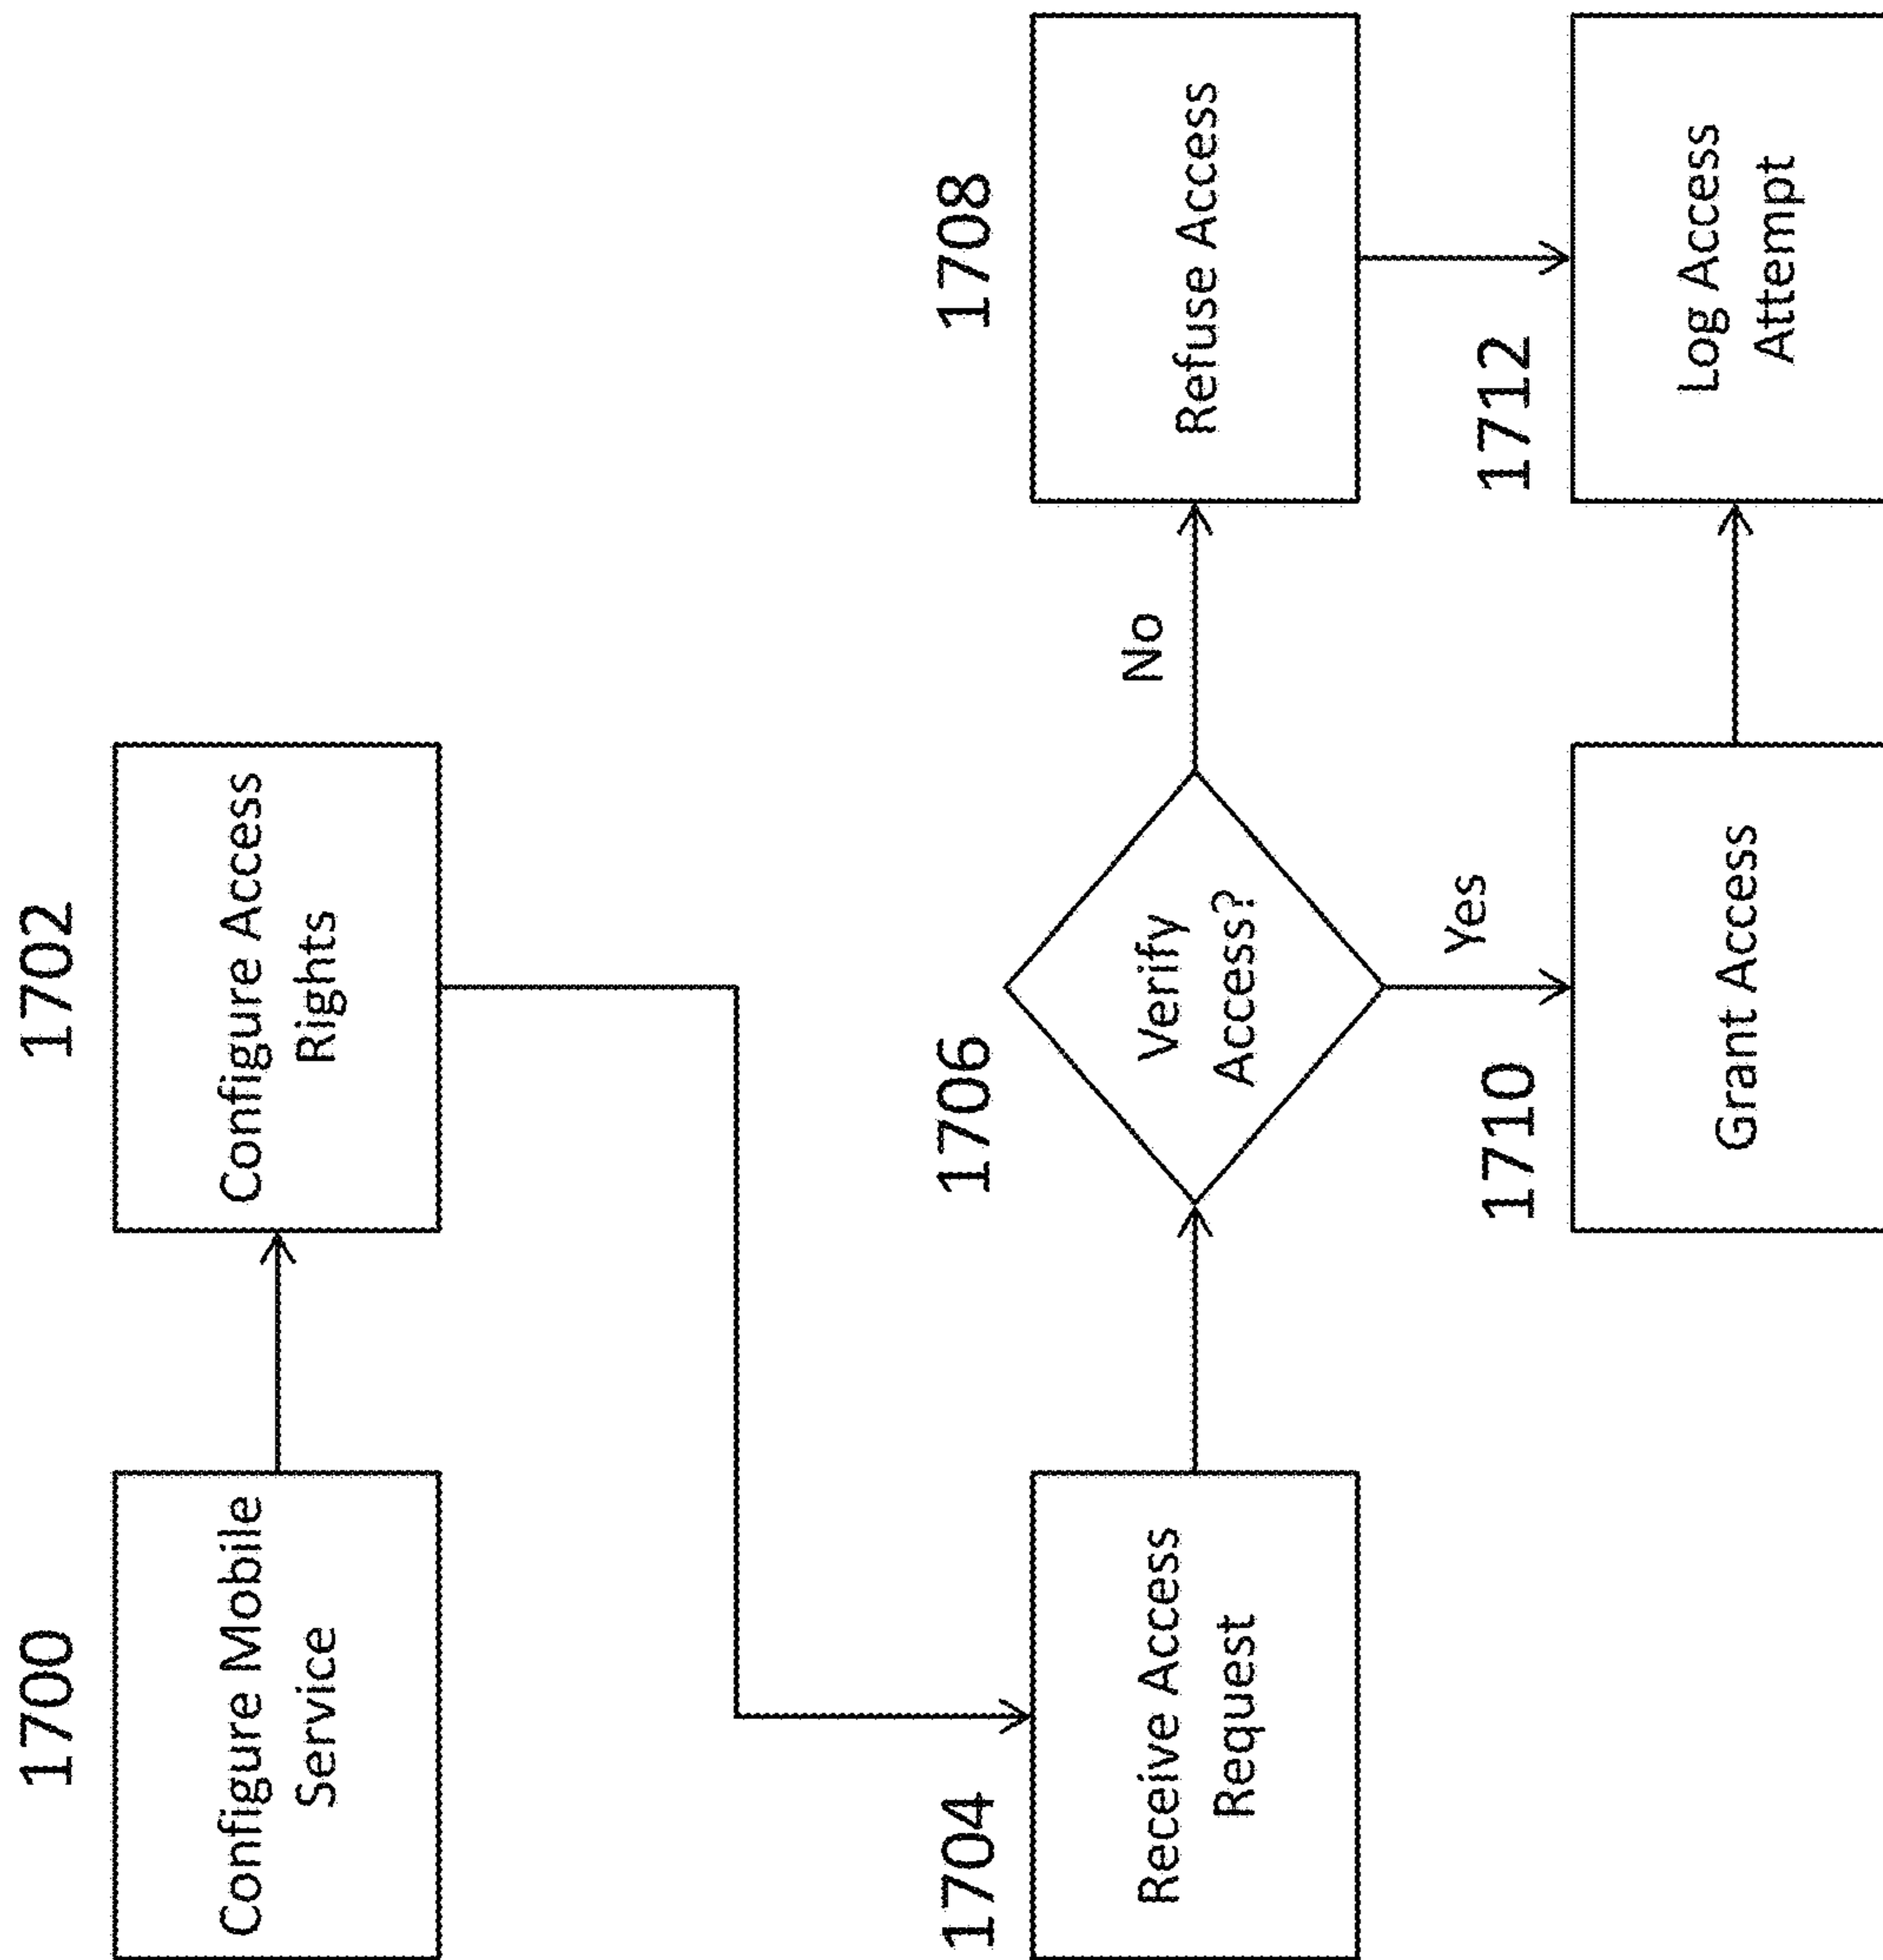 1700
Configure Mobile
Service
1702
Configure Access
Rights
1704
Receive Access
Request
1706
Verify
Access?
No
1708
Refuse Access
Yes
1710
Grant Access
1712
Log Access
Attempt